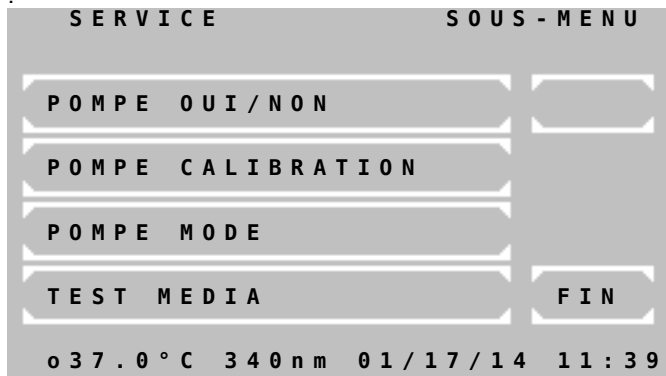 SERVICE SOUS-MENU
POMPE OUI/NON
POMPE CALIBRATION
POMPE MODE
TEST MEDIA FIN
o37.0°C 340nm 01/17/14 11:39